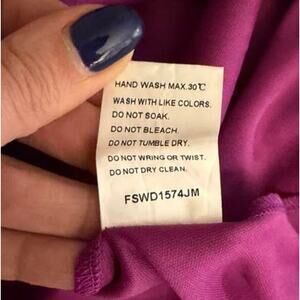 HAND WASH MAX.30℃
WASH WITH LIKE COLORS.
DO NOT SOAK.
DO NOT BLEACH.
DO NOT TUMBLE DRY.
DO NOT WRING OR TWIST.
DO NOT DRY CLEAN.
FSWD1574JM